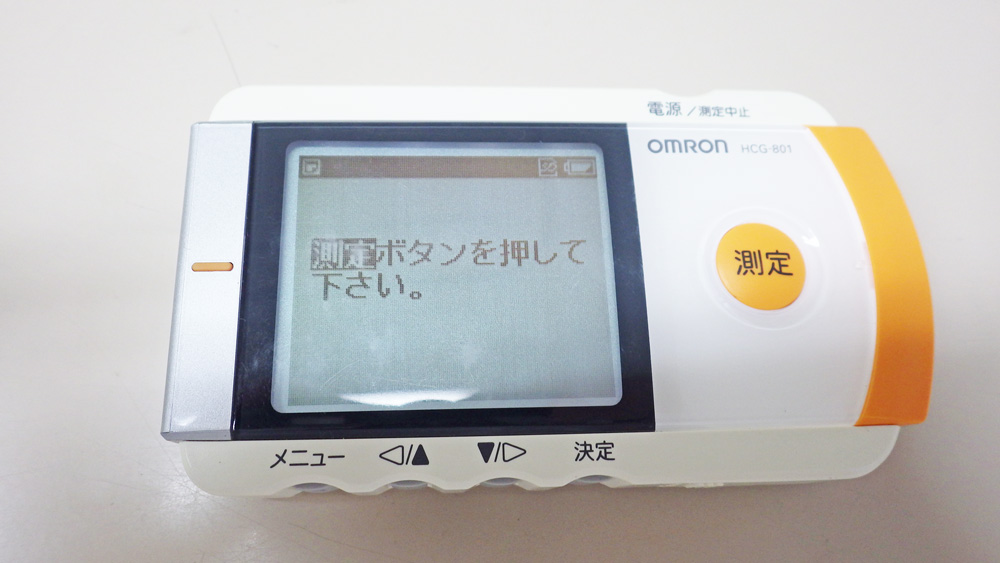 電源/測定中止
OMRON HCG-801
測定ボタンを押して
下さい。
測定
メニュー ◁/▲ ▼/▷ 決定